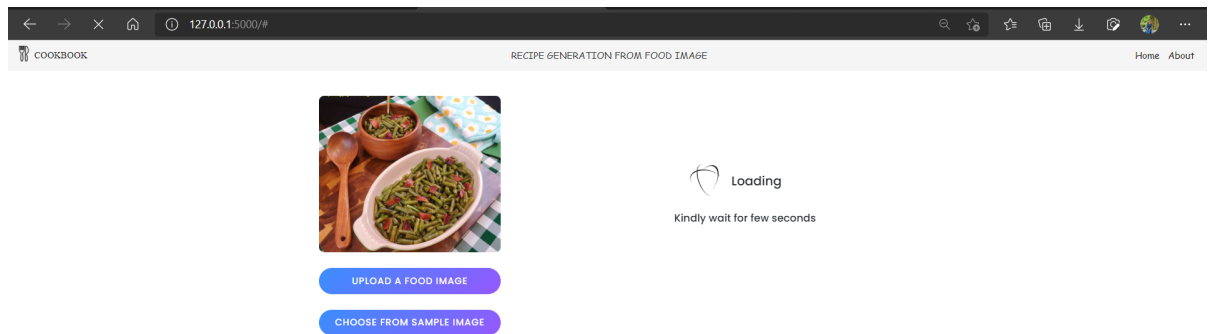 127.0.0.1:5000/#
COOKBOOK
RECIPE GENERATION FROM FOOD IMAGE
Home About
Loading
Kindly wait for few seconds
UPLOAD A FOOD IMAGE
CHOOSE FROM SAMPLE IMAGE